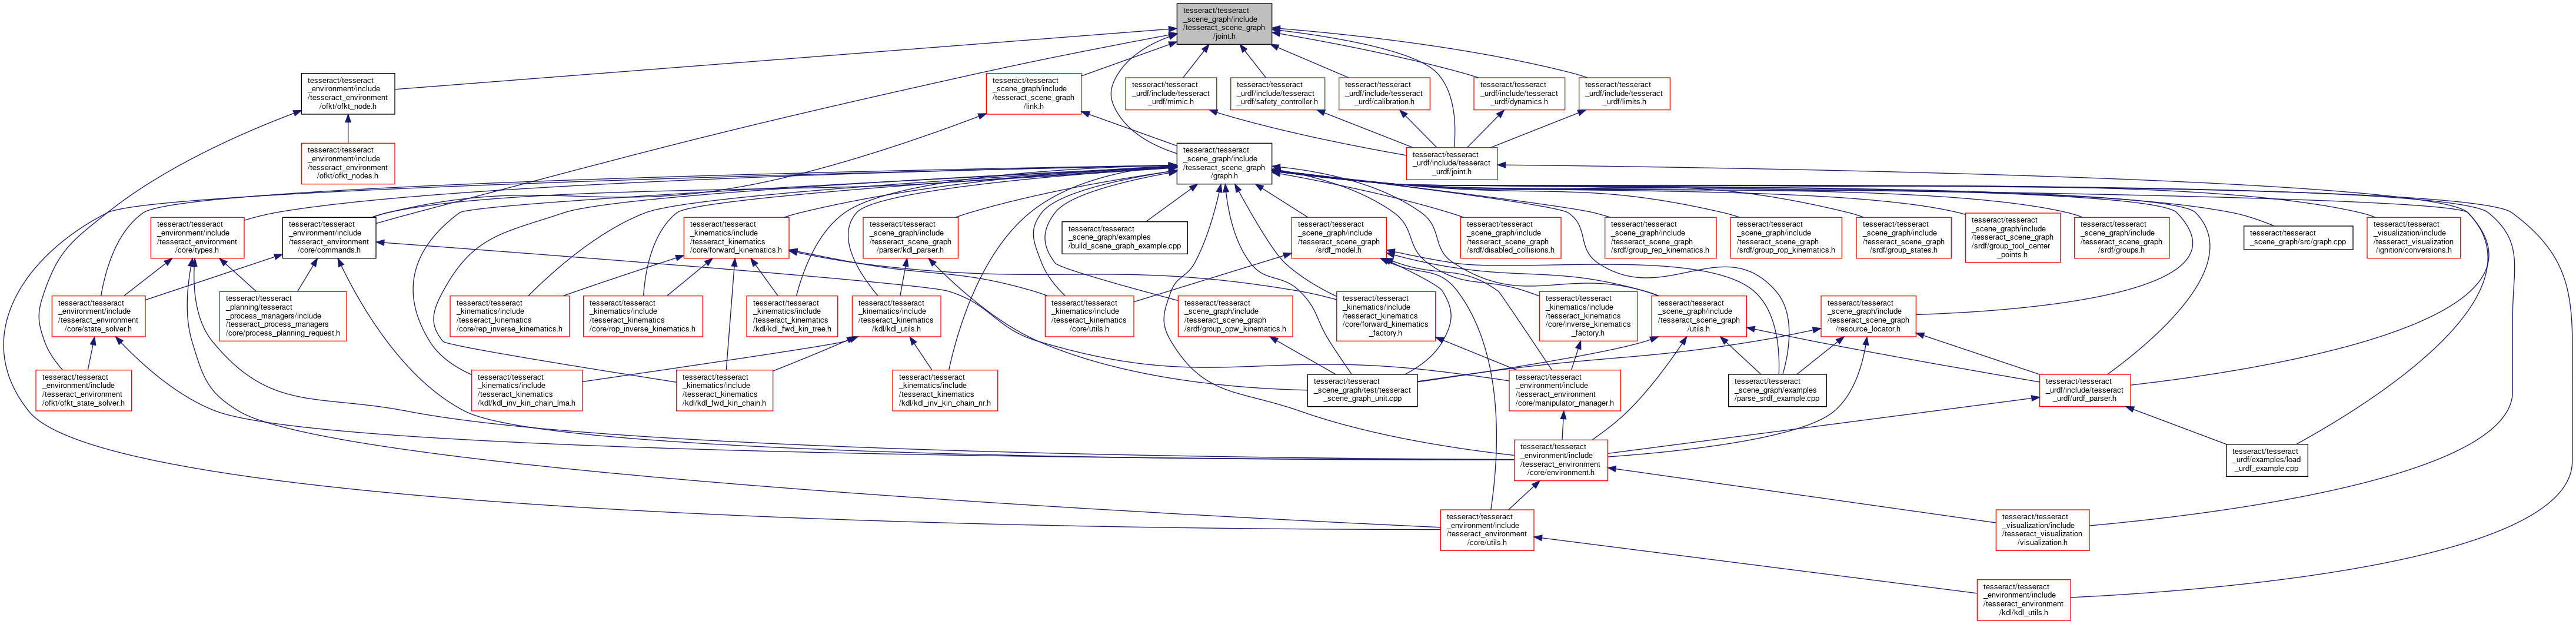 tesseract/tesseract
_scene_graph/include
/tesseract_scene_graph
/joint.h
tesseract/tesseract
_environment/include
/tesseract_environment
/ofkt/ofkt_node.h
tesseract/tesseract
_scene_graph/include
/tesseract_scene_graph
/link.h
tesseract/tesseract
_urdf/include/tesseract
_urdf/mimic.h
tesseract/tesseract
_urdf/include/tesseract
_urdf/safety_controller.h
tesseract/tesseract
_urdf/include/tesseract
_urdf/calibration.h
tesseract/tesseract
_urdf/include/tesseract
_urdf/dynamics.h
tesseract/tesseract
_urdf/include/tesseract
_urdf/limits.h
tesseract/tesseract
_environment/include
/tesseract_environment
/ofkt/ofkt_nodes.h
tesseract/tesseract
_scene_graph/include
/tesseract_scene_graph
/graph.h
tesseract/tesseract
_urdf/include/tesseract
_urdf/joint.h
tesseract/tesseract
_environment/include
/tesseract_environment
/core/types.h
tesseract/tesseract
_environment/include
/tesseract_environment
/core/commands.h
tesseract/tesseract
_kinematics/include
/tesseract_kinematics
/core/forward_kinematics.h
tesseract/tesseract
_scene_graph/include
/tesseract_scene_graph
/parser/kdl_parser.h
tesseract/tesseract
_scene_graph/examples
/build_scene_graph_example.cpp
tesseract/tesseract
_scene_graph/include
/tesseract_scene_graph
/srdf_model.h
tesseract/tesseract
_scene_graph/include
/tesseract_scene_graph
/srdf/disabled_collisions.h
tesseract/tesseract
_scene_graph/include
/tesseract_scene_graph
/srdf/group_rep_kinematics.h
tesseract/tesseract
_scene_graph/include
/tesseract_scene_graph
/srdf/group_rop_kinematics.h
tesseract/tesseract
_scene_graph/include
/tesseract_scene_graph
/srdf/group_states.h
tesseract/tesseract
_scene_graph/include
/tesseract_scene_graph
/srdf/group_tool_center
_points.h
tesseract/tesseract
_scene_graph/include
/tesseract_scene_graph
/srdf/groups.h
tesseract/tesseract
_scene_graph/src/graph.cpp
tesseract/tesseract
_visualization/include
/tesseract_visualization
/ignition/conversions.h
tesseract/tesseract
_environment/include
/tesseract_environment
/core/state_solver.h
tesseract/tesseract
_planning/tesseract
_process_managers/include
/tesseract_process_managers
/core/process_planning_request.h
tesseract/tesseract
_kinematics/include
/tesseract_kinematics
/core/rep_inverse_kinematics.h
tesseract/tesseract
_kinematics/include
/tesseract_kinematics
/core/rop_inverse_kinematics.h
tesseract/tesseract
_kinematics/include
/tesseract_kinematics
/kdl/kdl_fwd_kin_tree.h
tesseract/tesseract
_kinematics/include
/tesseract_kinematics
/kdl/kdl_utils.h
tesseract/tesseract
_kinematics/include
/tesseract_kinematics
/core/utils.h
tesseract/tesseract
_scene_graph/include
/tesseract_scene_graph
/srdf/group_opw_kinematics.h
tesseract/tesseract
_kinematics/include
/tesseract_kinematics
/core/forward_kinematics
_factory.h
tesseract/tesseract
_kinematics/include
/tesseract_kinematics
/core/inverse_kinematics
_factory.h
tesseract/tesseract
_scene_graph/include
/tesseract_scene_graph
/utils.h
tesseract/tesseract
_scene_graph/include
/tesseract_scene_graph
/resource_locator.h
tesseract/tesseract
_environment/include
/tesseract_environment
/ofkt/ofkt_state_solver.h
tesseract/tesseract
_kinematics/include
/tesseract_kinematics
/kdl/kdl_inv_kin_chain_lma.h
tesseract/tesseract
_kinematics/include
/tesseract_kinematics
/kdl/kdl_fwd_kin_chain.h
tesseract/tesseract
_kinematics/include
/tesseract_kinematics
/kdl/kdl_inv_kin_chain_nr.h
tesseract/tesseract
_scene_graph/test/tesseract
_scene_graph_unit.cpp
tesseract/tesseract
_environment/include
/tesseract_environment
/core/manipulator_manager.h
tesseract/tesseract
_scene_graph/examples
/parse_srdf_example.cpp
tesseract/tesseract
_urdf/include/tesseract
_urdf/urdf_parser.h
tesseract/tesseract
_environment/include
/tesseract_environment
/core/environment.h
tesseract/tesseract
_urdf/examples/load
_urdf_example.cpp
tesseract/tesseract
_environment/include
/tesseract_environment
/core/utils.h
tesseract/tesseract
_visualization/include
/tesseract_visualization
/visualization.h
tesseract/tesseract
_environment/include
/tesseract_environment
/kdl/kdl_utils.h